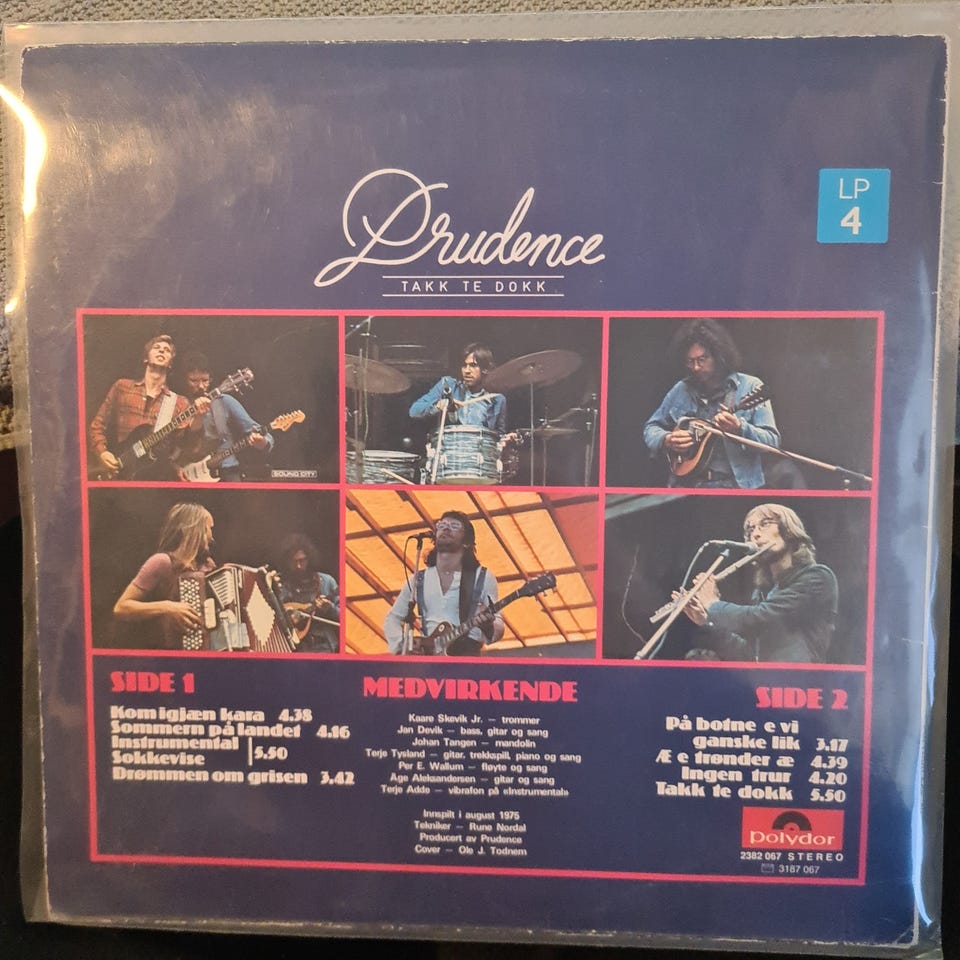 LP
4
Prudence
TAKK TE DOKK
SOUND CITY
SIDE 1
Kom igjæn kara 4.38
Sommern på landet 4.16
Instrumental
Sokkevise
5.50
Drømmen om grisen 3.42
MEDVIRKENDE
Kaare Skevik Jr. – trommer
Jan Devik – bass, gitar og sang
Johan Tangen – mandolin
Terje Tysland – gitar, trekkspill, piano og sang
Per E. Wallum – fløyte og sang
Åge Aleksandersen – gitar og sang
Terje Adde – vibrafon på «Instrumental»
Innspilt i august 1975
Tekniker – Rune Nordal
Producert av Prudence
Cover – Ole J. Todnem
SIDE 2
På botne e vi
ganske lik 3.17
Æ e trønder æ 4.39
Ingen trur 4.20
Takk te dokk 5.50
polydor
2382 067 STEREO
3187 067